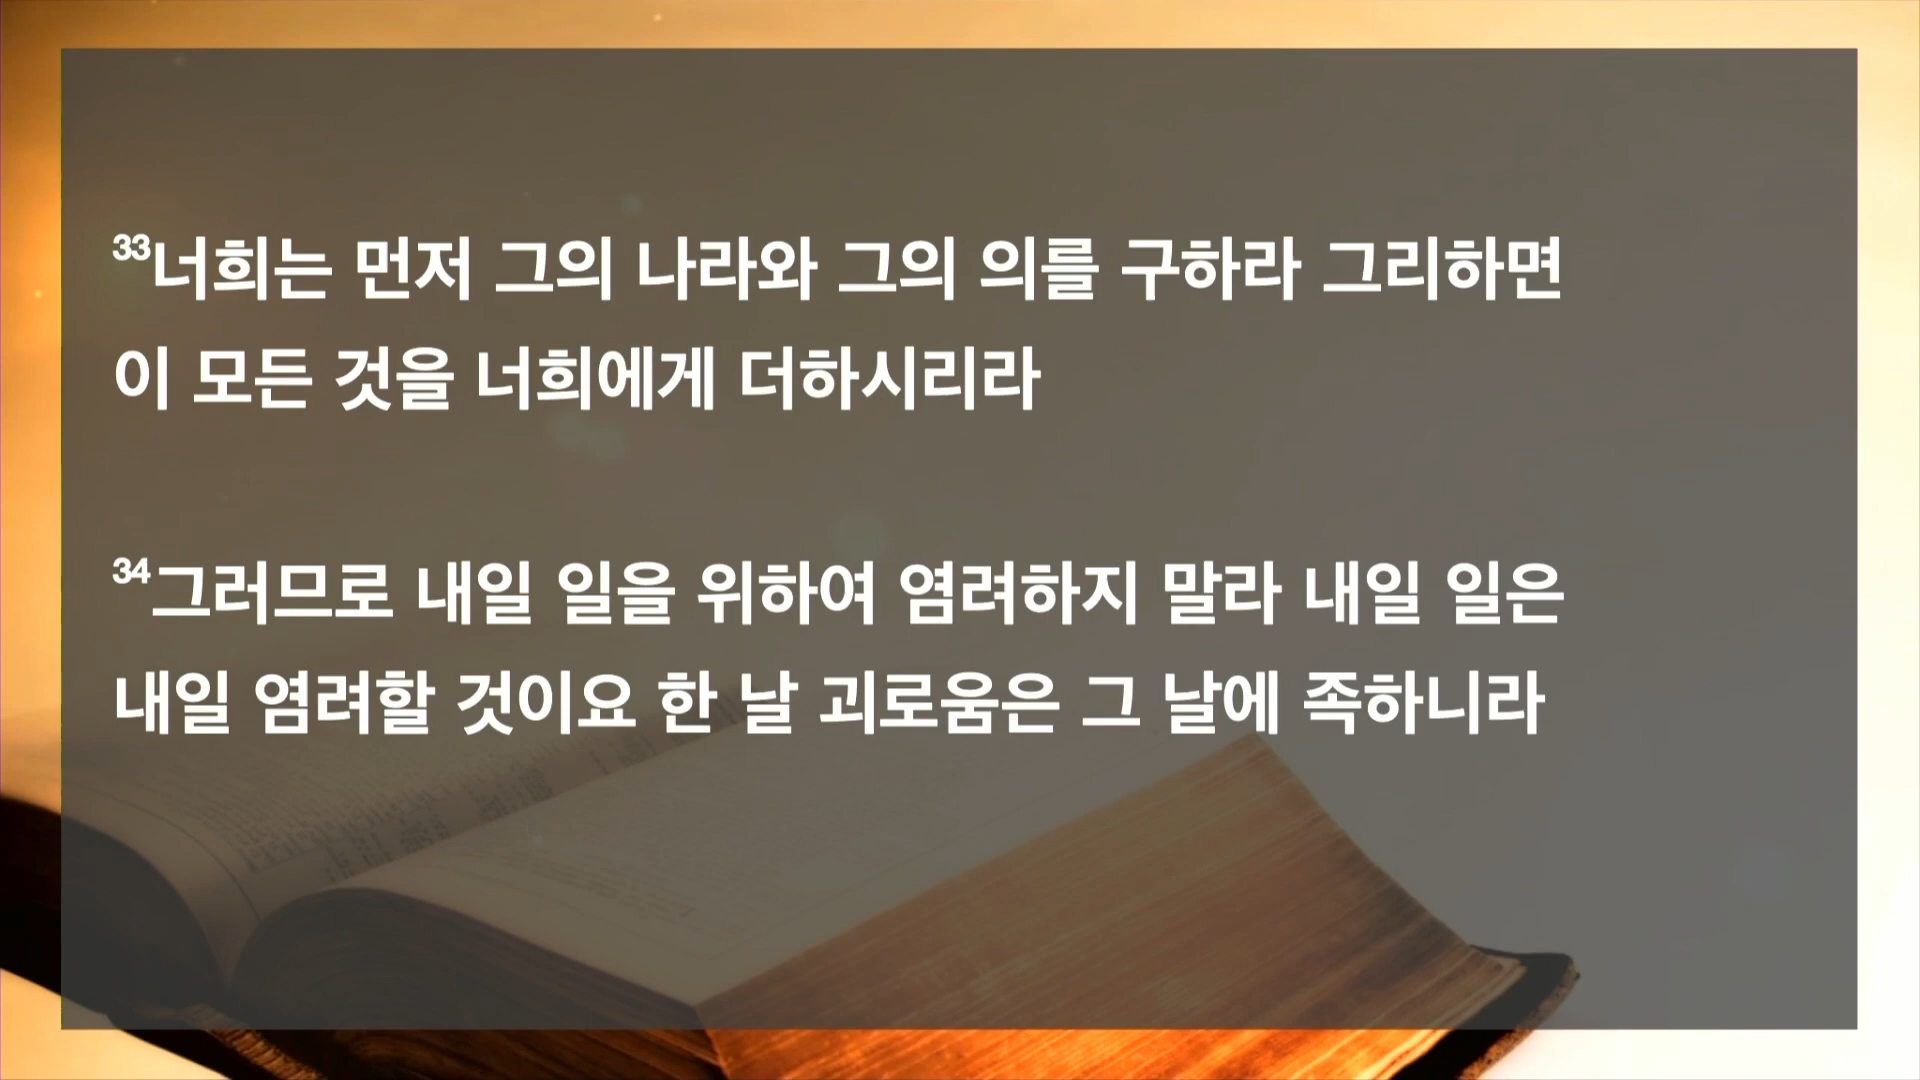 33너희는 먼저 그의 나라와 그의 의를 구하라 그리하면
이 모든 것을 너희에게 더하시리라
34그러므로 내일 일을 위하여 염려하지 말라 내일 일은
내일 염려할 것이요 한 날 괴로움은 그 날에 족하니라